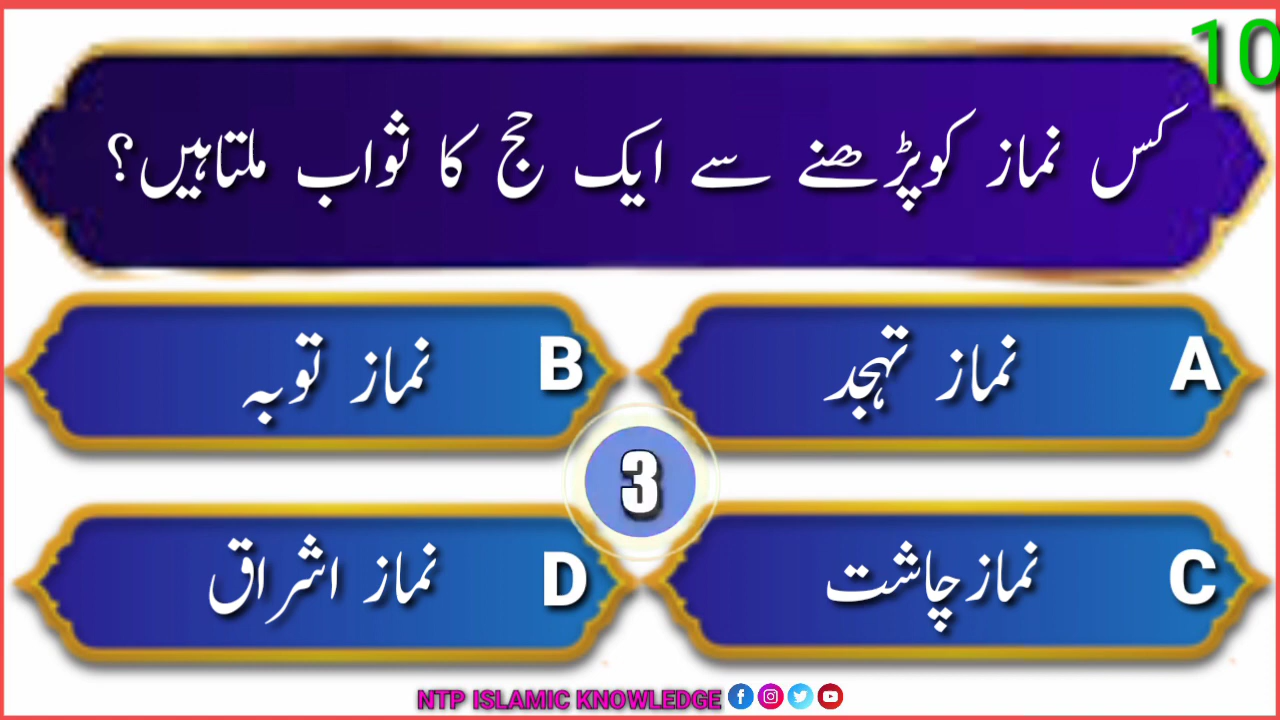 10
کس نماز کوپڑھنے سے ایک حج کا ثواب ملتاہیں؟
A نماز تہجد
B نماز توبہ
3
C نماز چاشت
D نماز اشراق
NTP ISLAMIC KNOWLEDGE